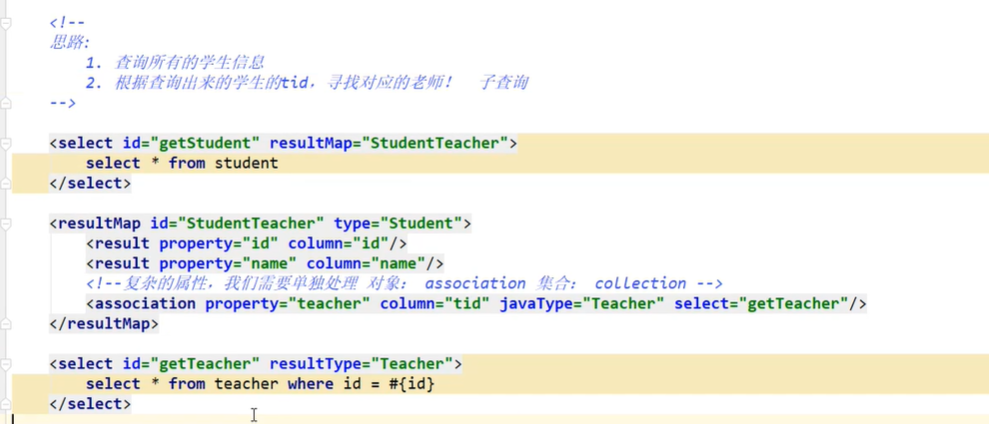 <!--
思路:
1. 查询所有的学生信息
2. 根据查询出来的学生的tid，寻找对应的老师！ 子查询
-->
<select id="getStudent" resultMap="StudentTeacher">
select * from student
</select>
<resultMap id="StudentTeacher" type="Student">
<result property="id" column="id"/>
<result property="name" column="name"/>
<!--复杂的属性，我们需要单独处理 对象： association 集合： collection -->
<association property="teacher" column="tid" javaType="Teacher" select="getTeacher"/>
</resultMap>
<select id="getTeacher" resultType="Teacher">
select * from teacher where id = #{id}
</select>